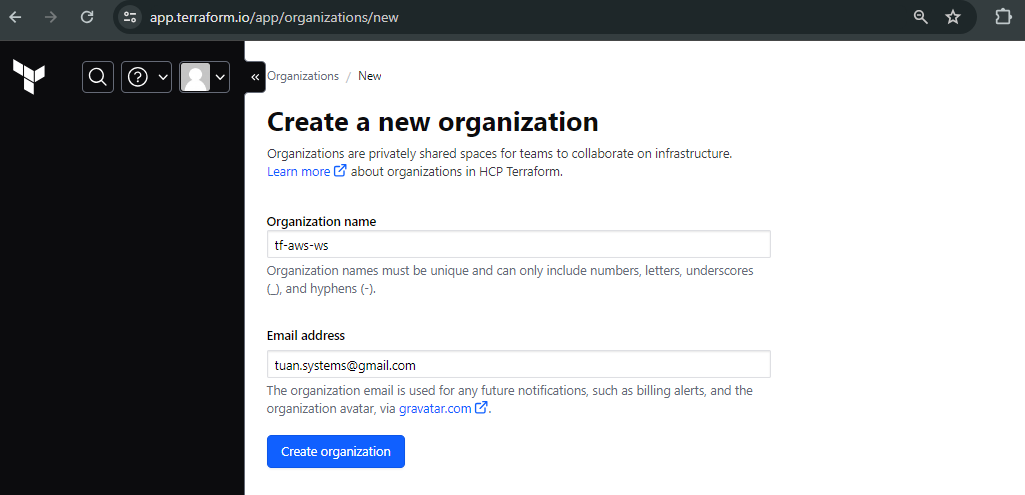 app.terraform.io/app/organizations/new
Organizations / New
Create a new organization
Organizations are privately shared spaces for teams to collaborate on infrastructure.
Learn more about organizations in HCP Terraform.
Organization name
tf-aws-ws
Organization names must be unique and can only include numbers, letters, underscores
(_), and hyphens (-).
Email address
tuan.systems@gmail.com
The organization email is used for any future notifications, such as billing alerts, and the
organization avatar, via gravatar.com.
Create organization